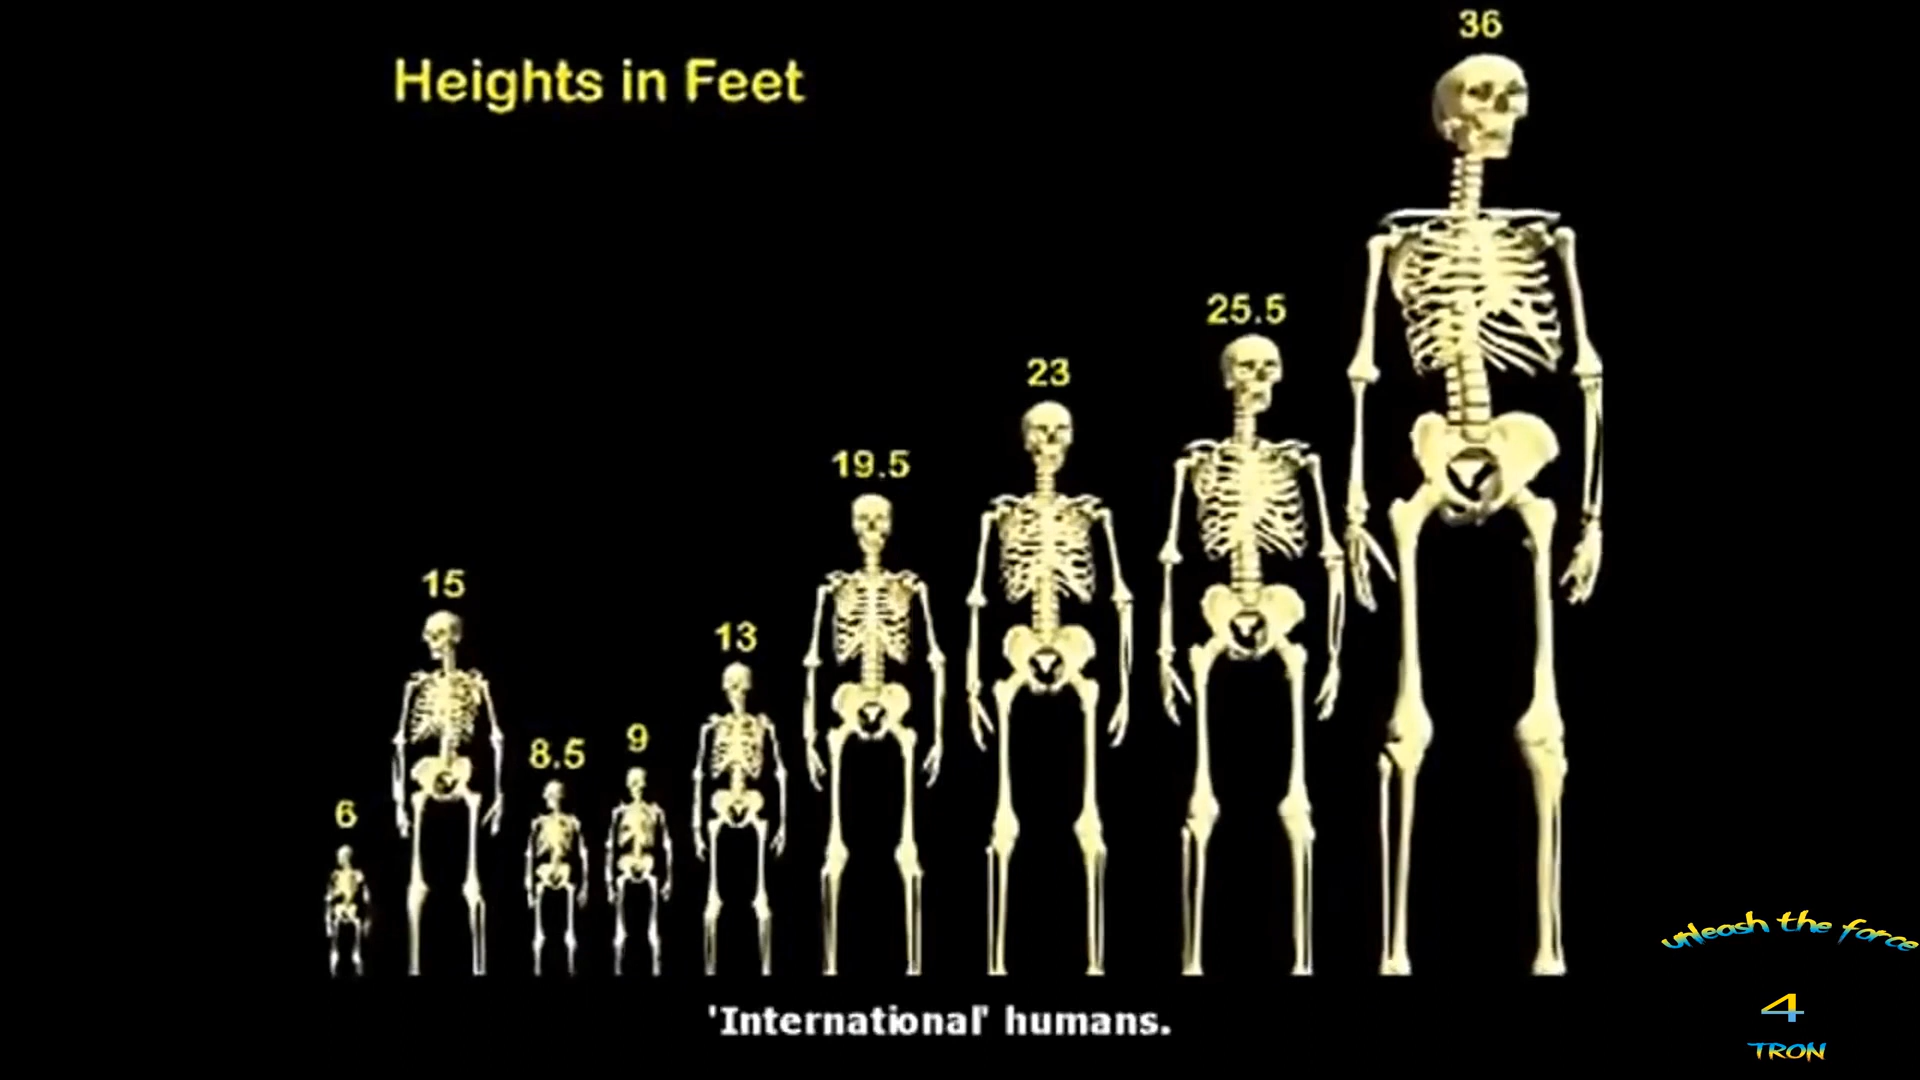 Heights in Feet
36
25.5
23
19.5
15
13
9
8.5
6
'International' humans.
unleash the force
4
TRON